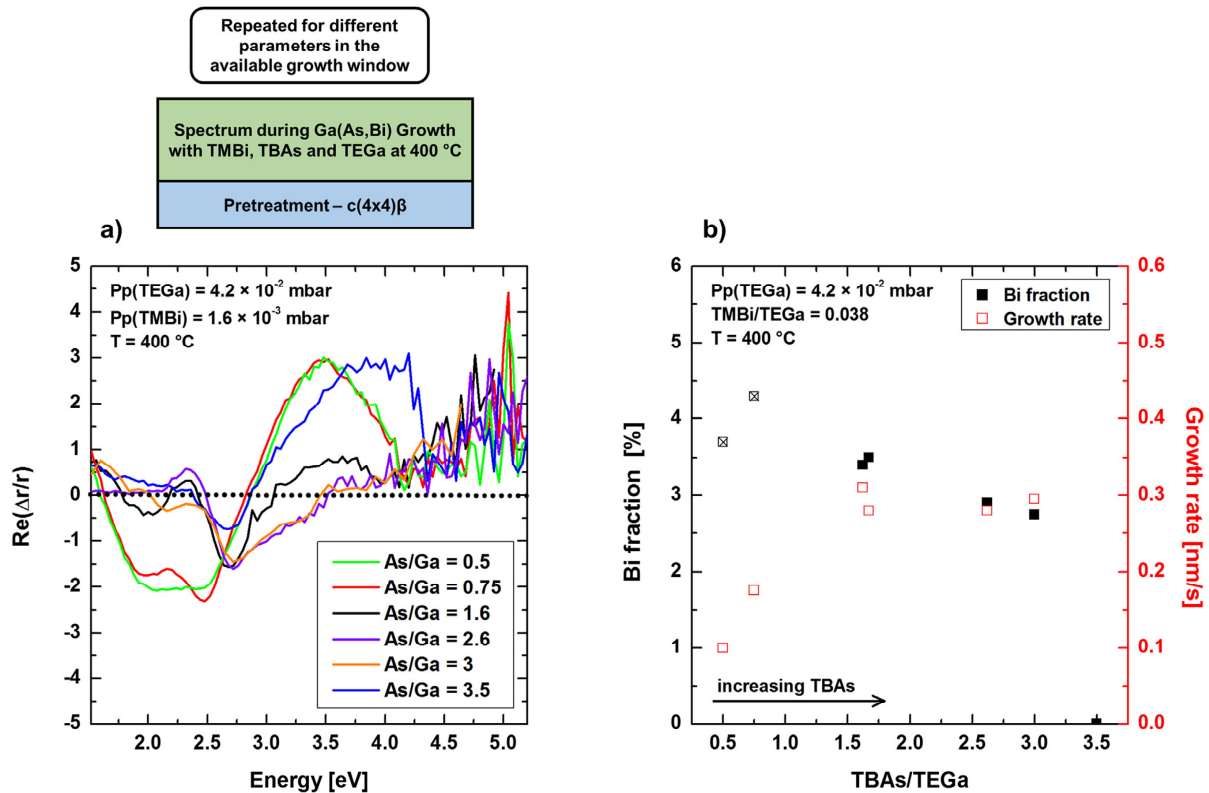 Repeated for different
parameters in the
available growth window
Spectrum during Ga(As,Bi) Growth
with TMBi, TBAs and TEGa at 400 °C
Pretreatment – c(4x4)β
a)
Pp(TEGa) = 4.2 × 10⁻² mbar
Pp(TMBi) = 1.6 × 10⁻³ mbar
T = 400 °C
5
4
3
2
1
0
-1
-2
-3
-4
-5
Re(Δr/r)
As/Ga = 0.5
As/Ga = 0.75
As/Ga = 1.6
As/Ga = 2.6
As/Ga = 3
As/Ga = 3.5
2.0 2.5 3.0 3.5 4.0 4.5 5.0
Energy [eV]
b)
Pp(TEGa) = 4.2 × 10⁻² mbar
TMBi/TEGa = 0.038
T = 400 °C
Bi fraction
Growth rate
6
5
4
3
2
1
0
Bi fraction [%]
increasing TBAs
0.6
0.5
0.4
0.3
0.2
0.1
0.0
Growth rate [nm/s]
0.5 1.0 1.5 2.0 2.5 3.0 3.5
TBAs/TEGa